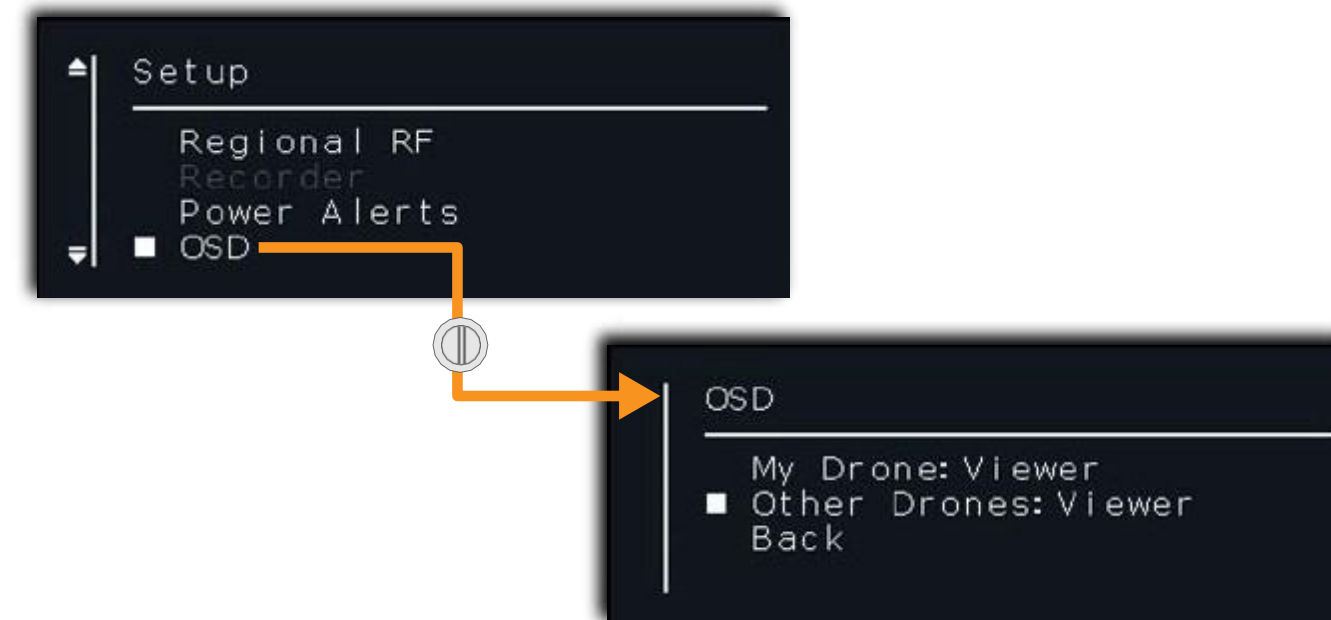 Setup
Regional RF
Recorder
Power Alerts
OSD
OSD
My Drone: Viewer
Other Drones: Viewer
Back